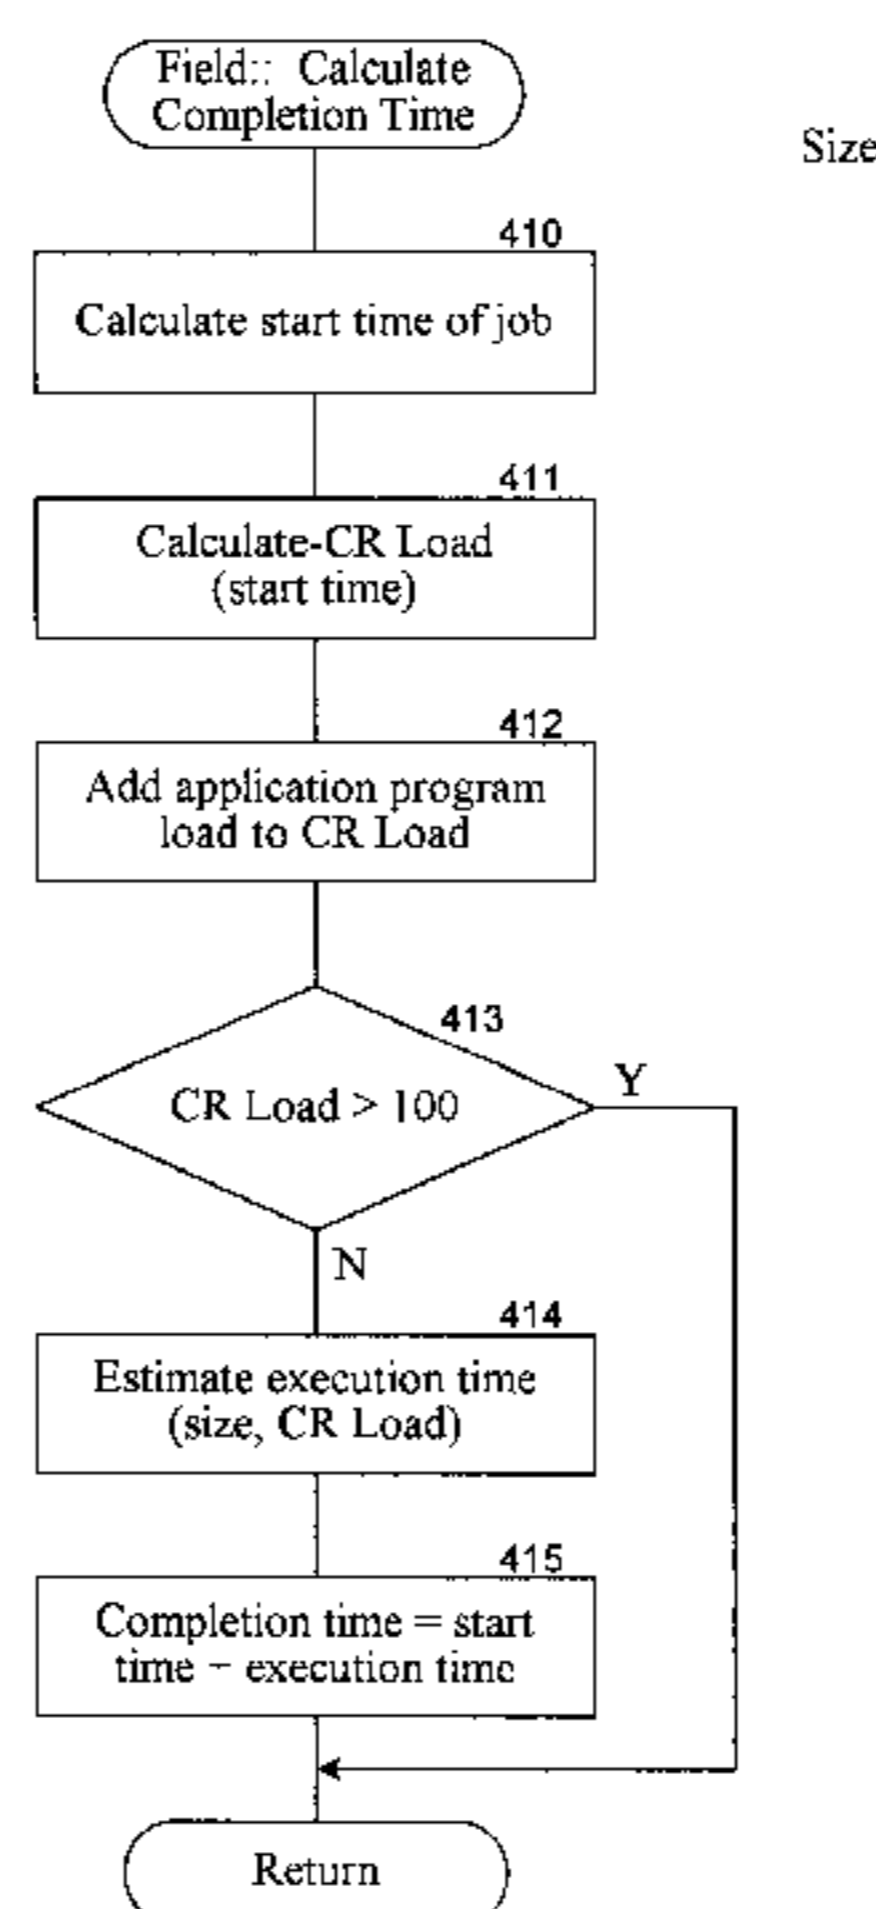 Field:: Calculate
Completion Time
Size
410
Calculate start time of job
411
Calculate-CR Load
(start time)
412
Add application program
load to CR Load
413
CR Load > 100
Y
N
414
Estimate execution time
(size, CR Load)
415
Completion time = start
time − execution time
Return